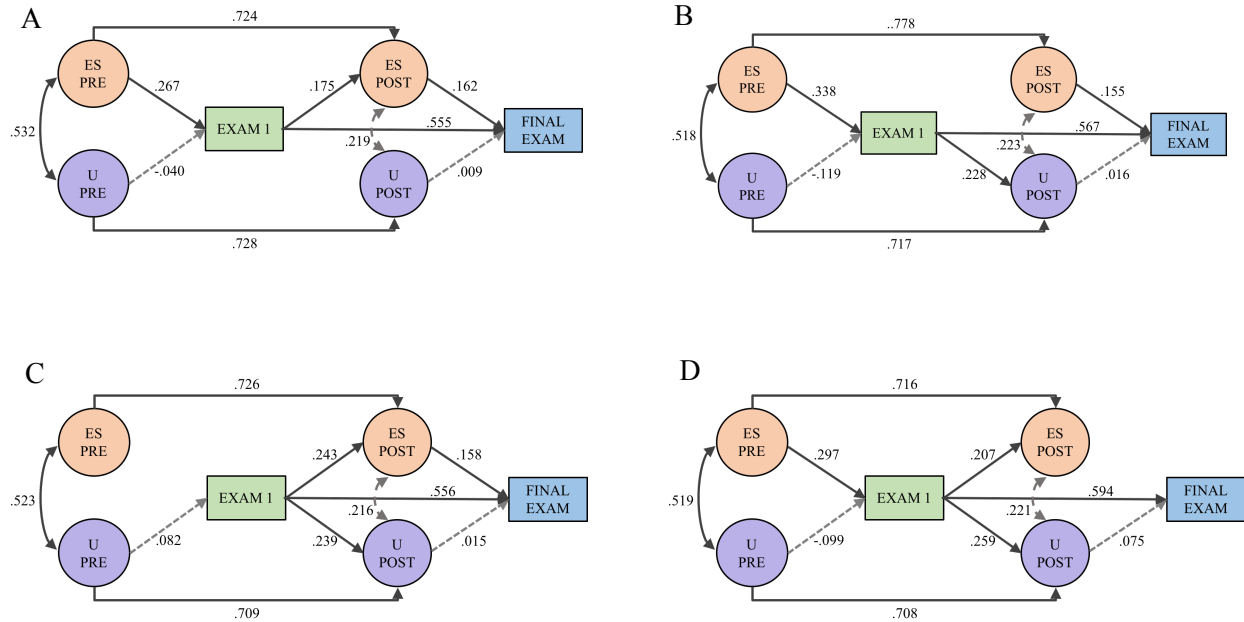 A
.724
ES
PRE
ES
POST
.267
.175
.162
.532
EXAM 1
.555
FINAL
EXAM
.219
-.040
.009
U
PRE
U
POST
.728
B
..778
ES
PRE
ES
POST
.338
.155
.518
EXAM 1
.567
FINAL
EXAM
.223
-.119
.228
.016
U
PRE
U
POST
.717
C
.726
ES
PRE
ES
POST
.243
.158
.523
EXAM 1
.556
FINAL
EXAM
.216
.082
.239
.015
U
PRE
U
POST
.709
D
.716
ES
PRE
ES
POST
.297
.207
.519
EXAM 1
.594
FINAL
EXAM
.221
-.099
.259
.075
U
PRE
U
POST
.708